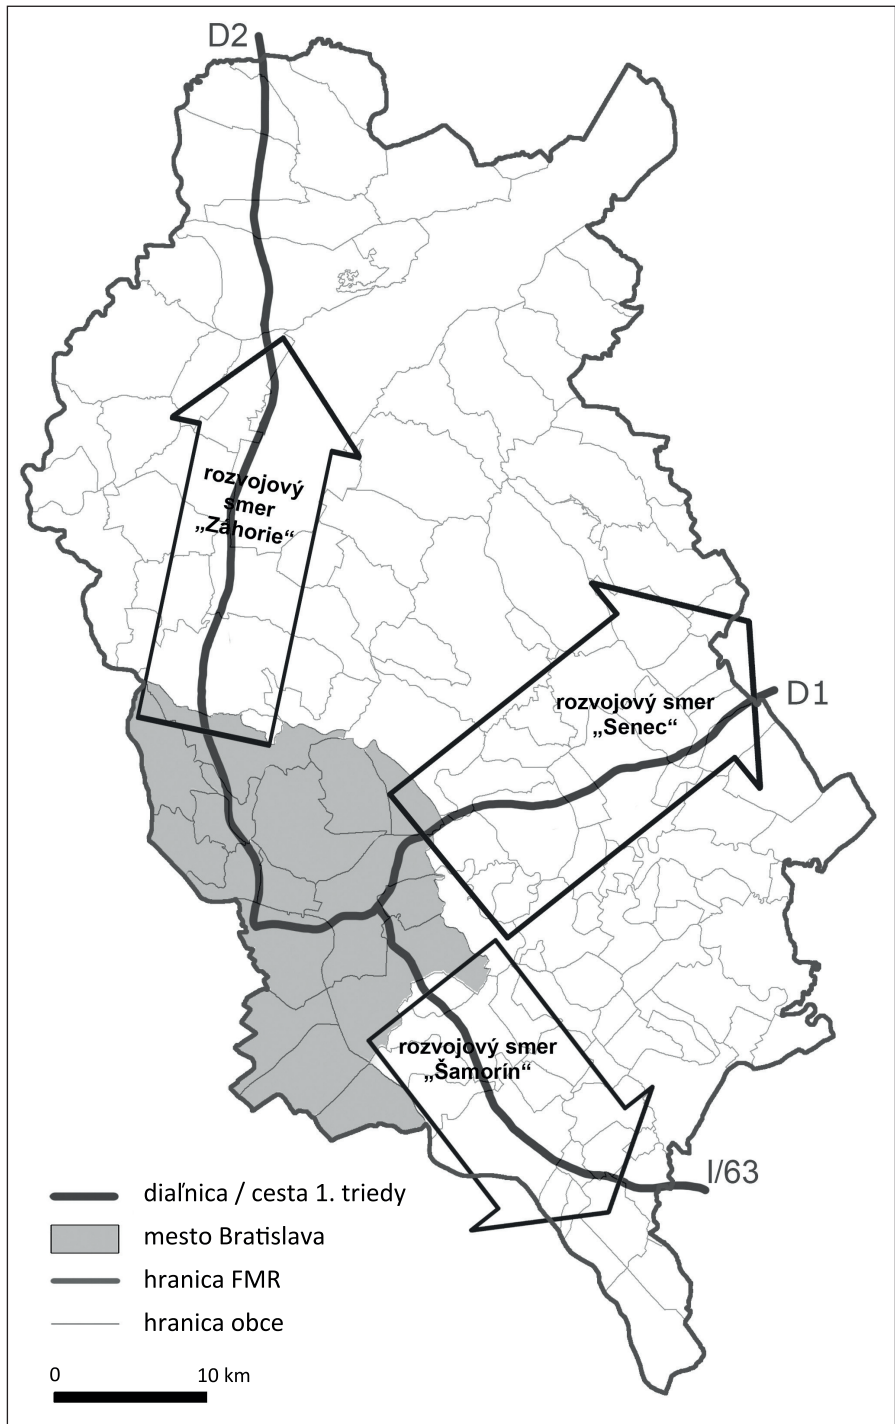 D2
rozvojový
smer
„Záhorie“
rozvojový smer
„Senec“
D1
rozvojový smer
„Šamorín“
I/63
diaľnica / cesta 1. triedy
mesto Bratislava
hranica FMR
hranica obce
0 10 km